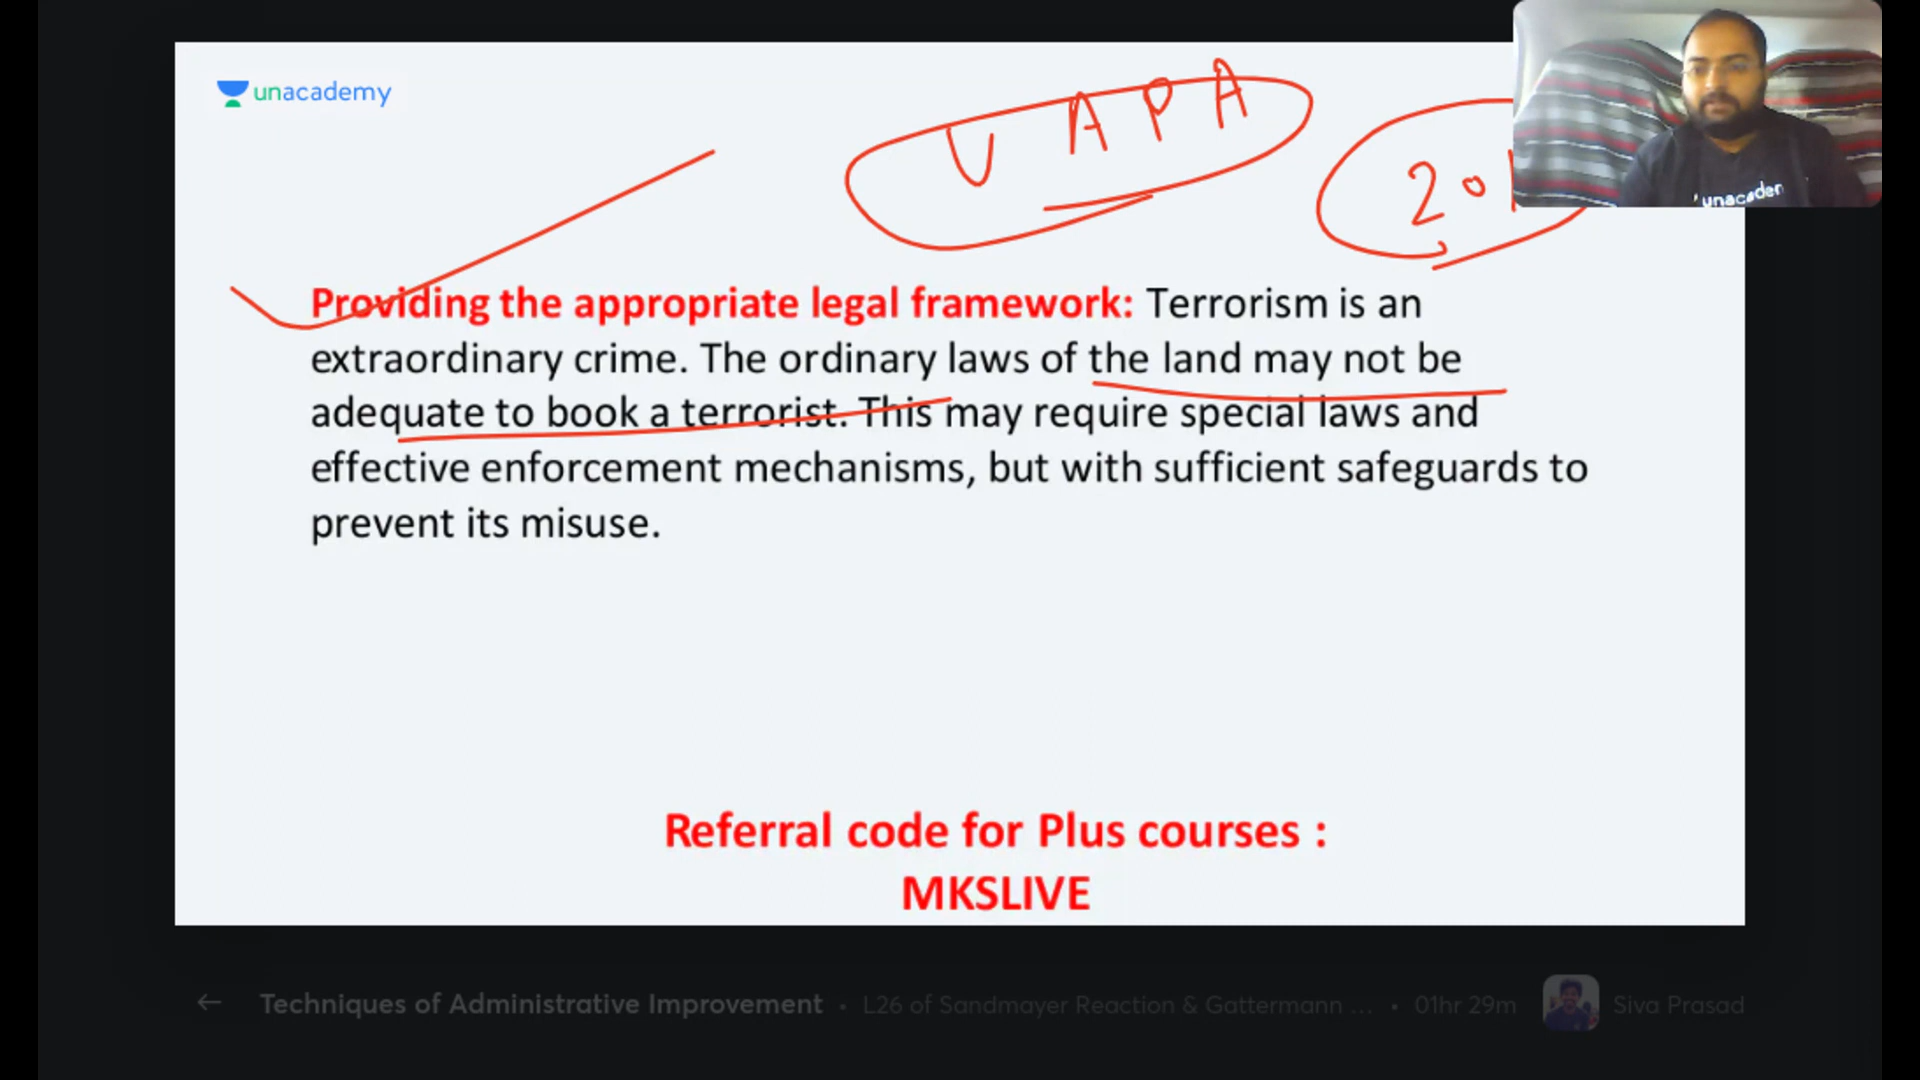 unacademy
U A P A
201
unacadem
Providing the appropriate legal framework: Terrorism is an
extraordinary crime. The ordinary laws of the land may not be
adequate to book a terrorist. This may require special laws and
effective enforcement mechanisms, but with sufficient safeguards to
prevent its misuse.
Referral code for Plus courses :
MKSLIVE
← Techniques of Administrative Improvement • L26 of Sandmayer Reaction & Gattermann ... • 01hr 29m Siva Prasad